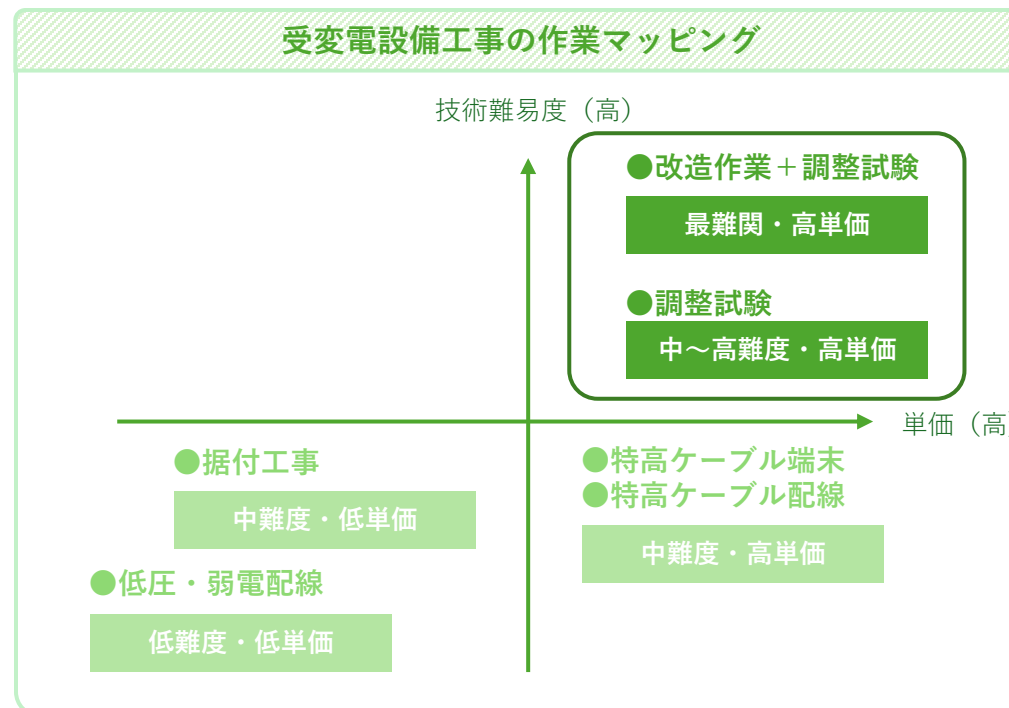 受変電設備工事の作業マッピング
技術難易度（高）
●改造作業＋調整試験
最難関・高単価
●調整試験
中～高難度・高単価
単価（高）
●据付工事
中難度・低単価
●特高ケーブル端末
●特高ケーブル配線
中難度・高単価
●低圧・弱電配線
低難度・低単価